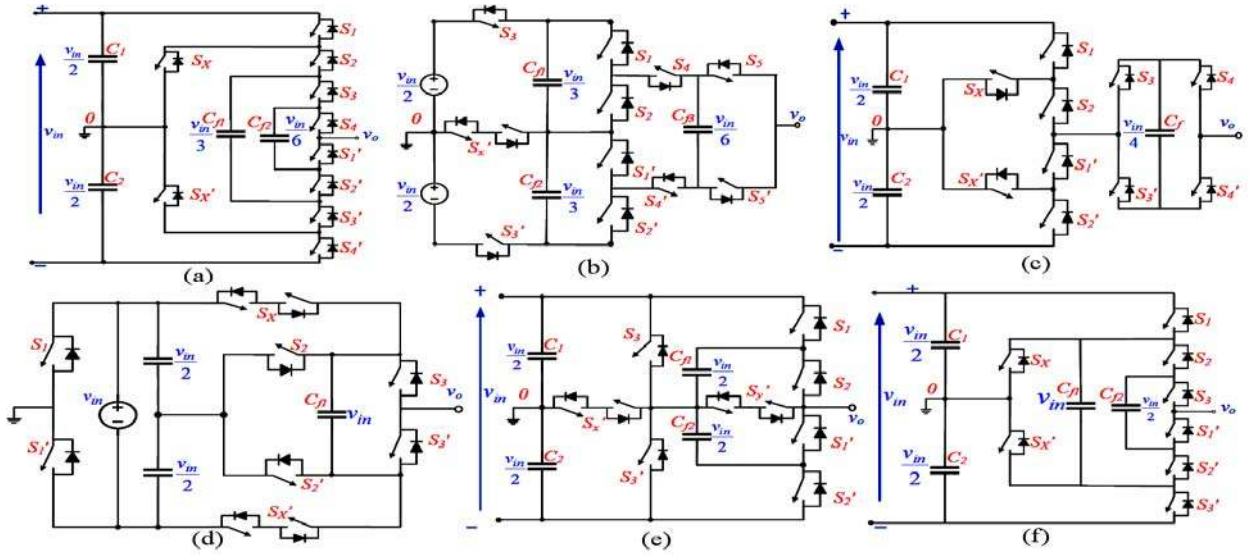 +
v_in
v_in/2 C1
v_in/2 C2
0
Sx
Sx'
v_in/3 Cf1
Cf2 v_in/6
S1
S2
S3
S4
vo
S1'
S2'
S3'
S4'
−
(a)
S3
v_in/2
0
v_in/2
Sx'
S3'
Cf1 v_in/3
Cf2 v_in/3
S1
S2
S1'
S2'
S4
S5
Cf3 v_in/6
S4'
S5'
vo
(b)
+
v_in
v_in/2 C1
0
v_in/2 C2
Sx
Sx'
S1
S2
S1'
S2'
S3
S4
v_in/4 Cf
S3'
S4'
vo
−
(c)
S1
S1'
v_in
v_in/2
v_in/2
Sx
S2
Cf1 v_in
S2'
Sx'
S3
S3'
vo
(d)
+
v_in
v_in/2 C1
0
v_in/2 C2
Sx'
S3
S3'
Cf1 v_in/2
Cf2 v_in/2
Sy'
S1
S2
S1'
S2'
vo
−
(e)
+
v_in
v_in/2 C1
0
v_in/2 C2
Sx
Sx'
Cf1 v_in
Cf2 v_in/2
S1
S2
S3
vo
S1'
S2'
S3'
−
(f)